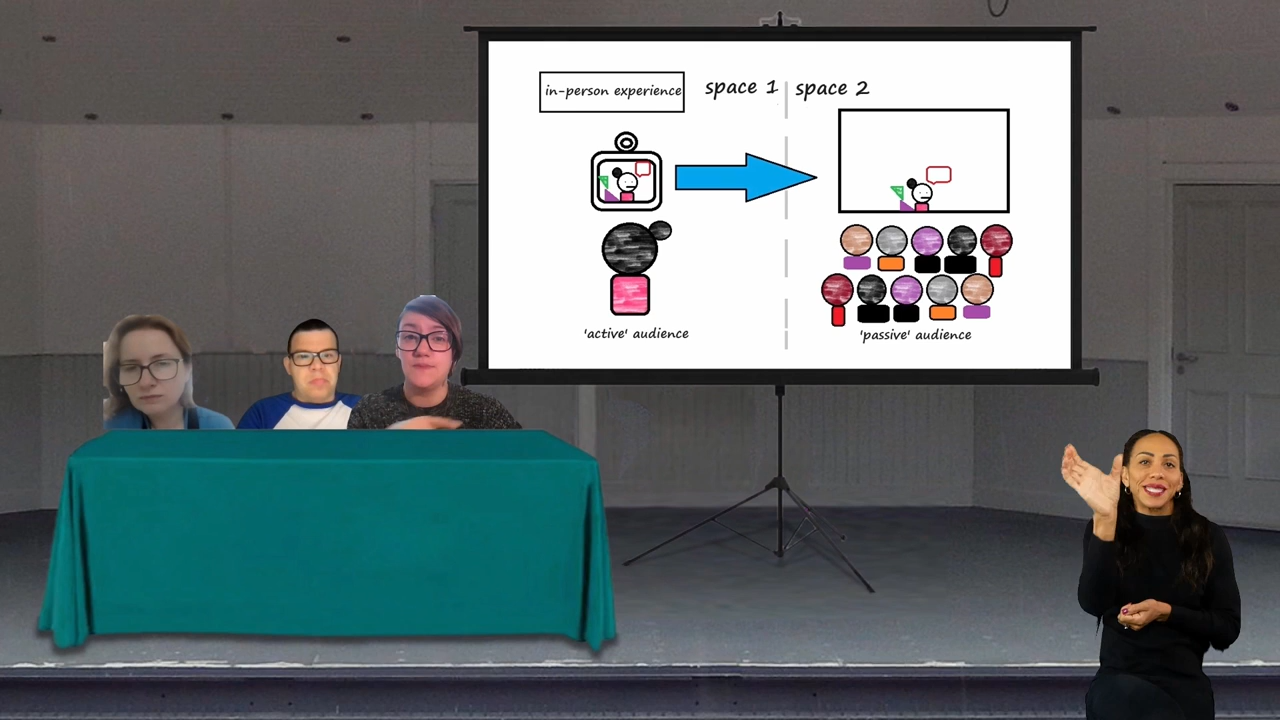 in-person experience
space 1
space 2
'active' audience
'passive' audience